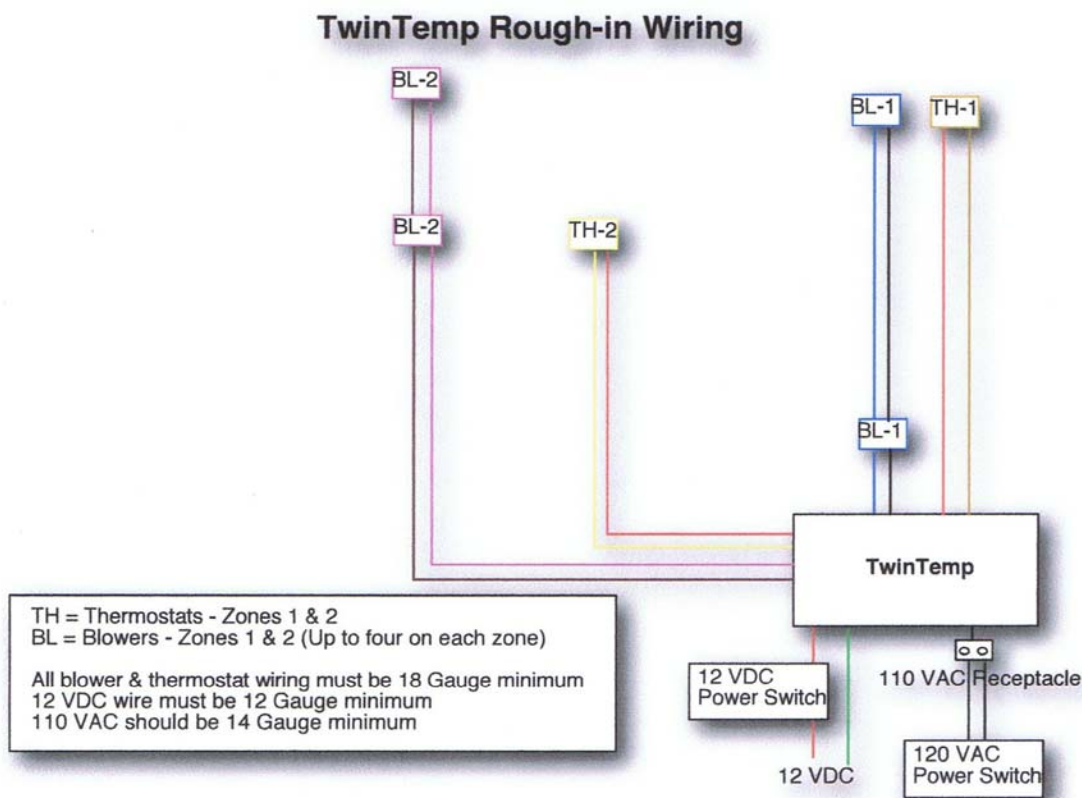 TwinTemp Rough-in Wiring
BL-2
BL-1
TH-1
BL-2
TH-2
BL-1
TwinTemp
TH = Thermostats - Zones 1 & 2
BL = Blowers - Zones 1 & 2 (Up to four on each zone)
All blower & thermostat wiring must be 18 Gauge minimum
12 VDC wire must be 12 Gauge minimum
110 VAC should be 14 Gauge minimum
12 VDC
Power Switch
110 VAC Receptacle
12 VDC
120 VAC
Power Switch